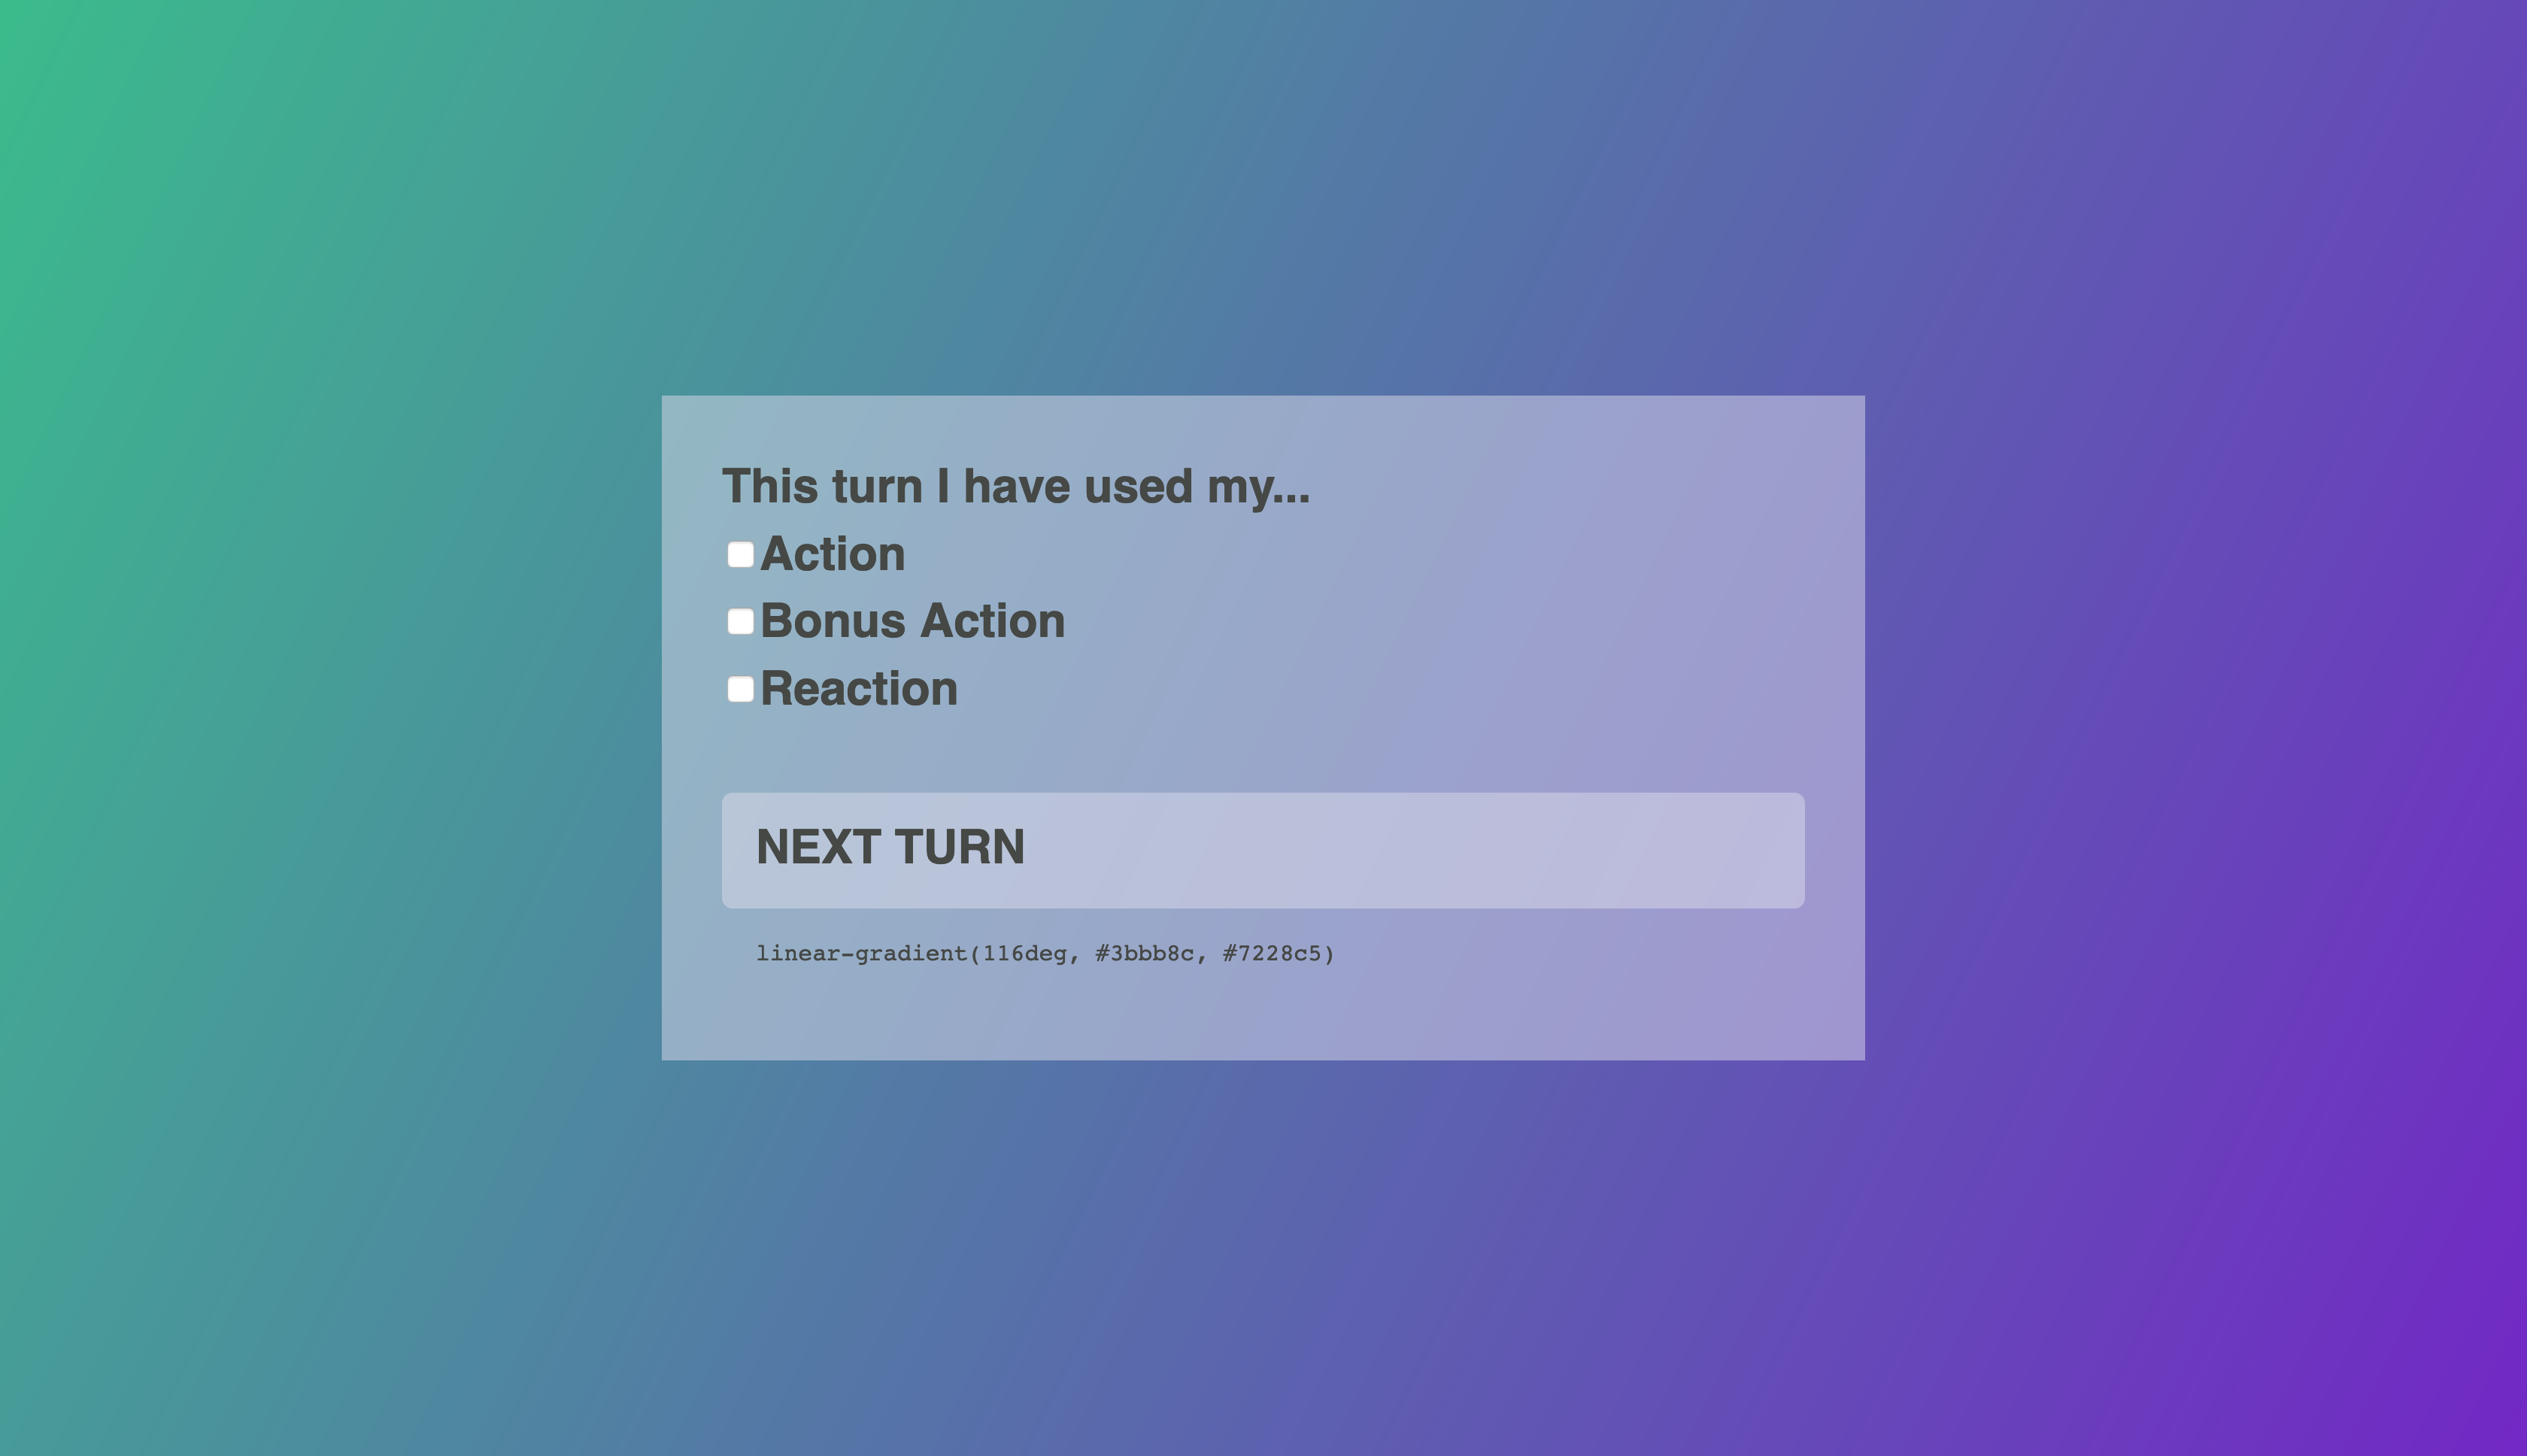 This turn I have used my...
Action
Bonus Action
Reaction
NEXT TURN
linear-gradient(116deg, #3bbb8c, #7228c5)